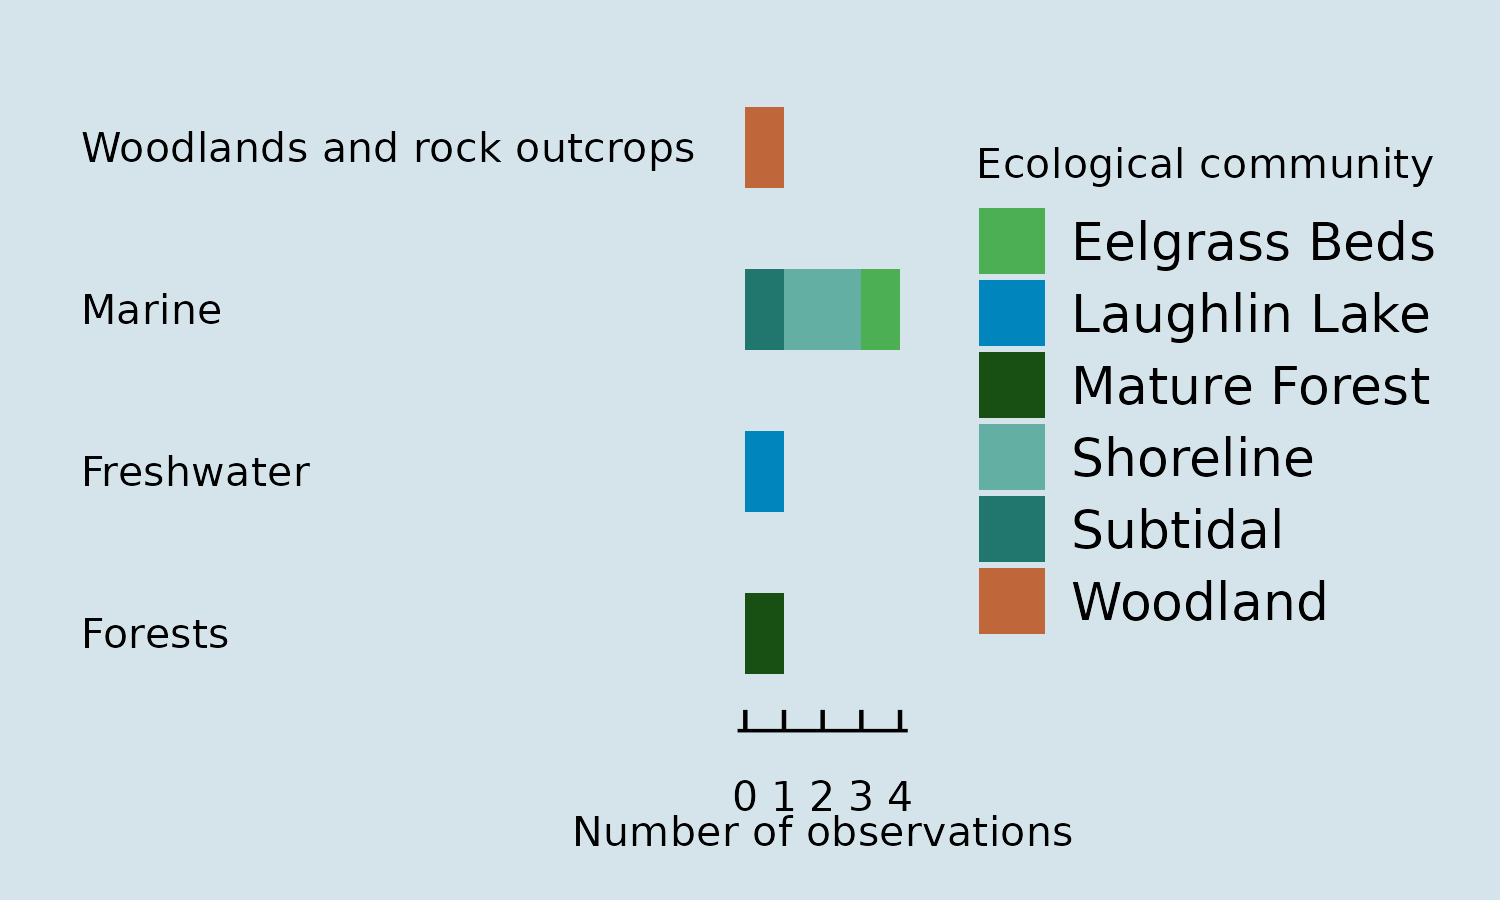 Woodlands and rock outcrops
Marine
Freshwater
Forests
0 1 2 3 4
Number of observations
Ecological community
Eelgrass Beds
Laughlin Lake
Mature Forest
Shoreline
Subtidal
Woodland